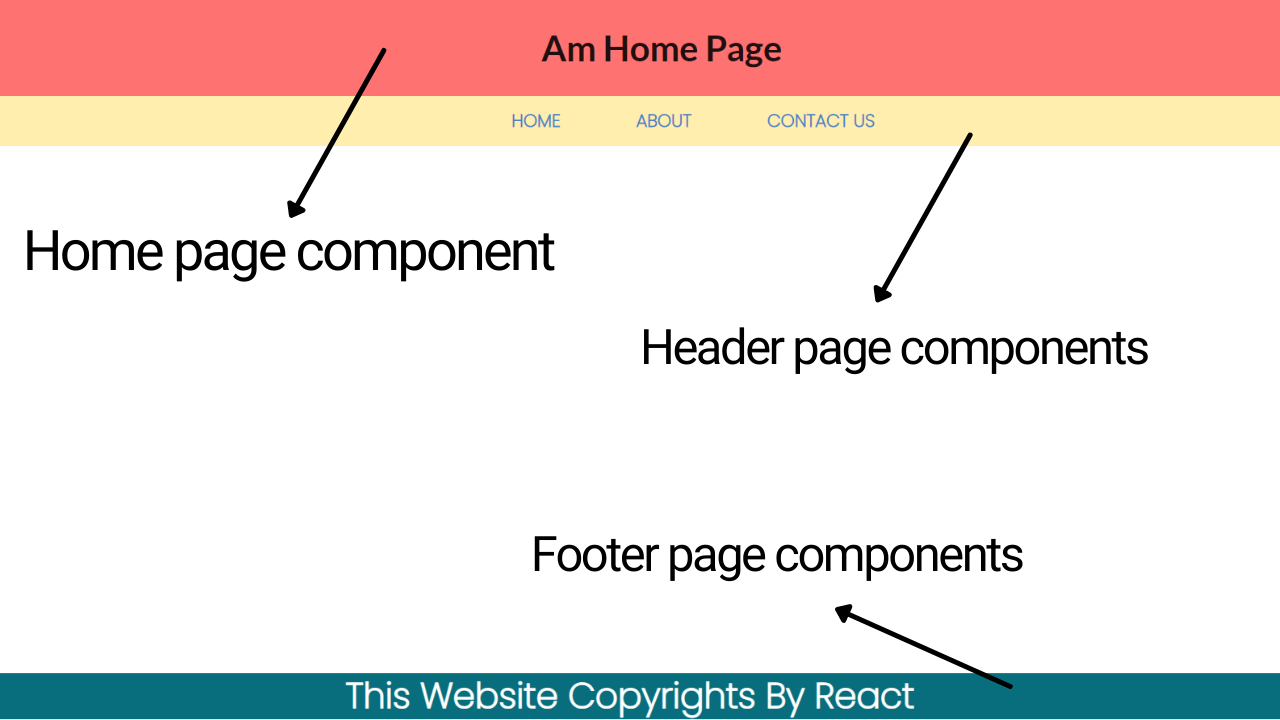 Am Home Page
HOME ABOUT CONTACT US
Home page component
Header page components
Footer page components
This Website Copyrights By React